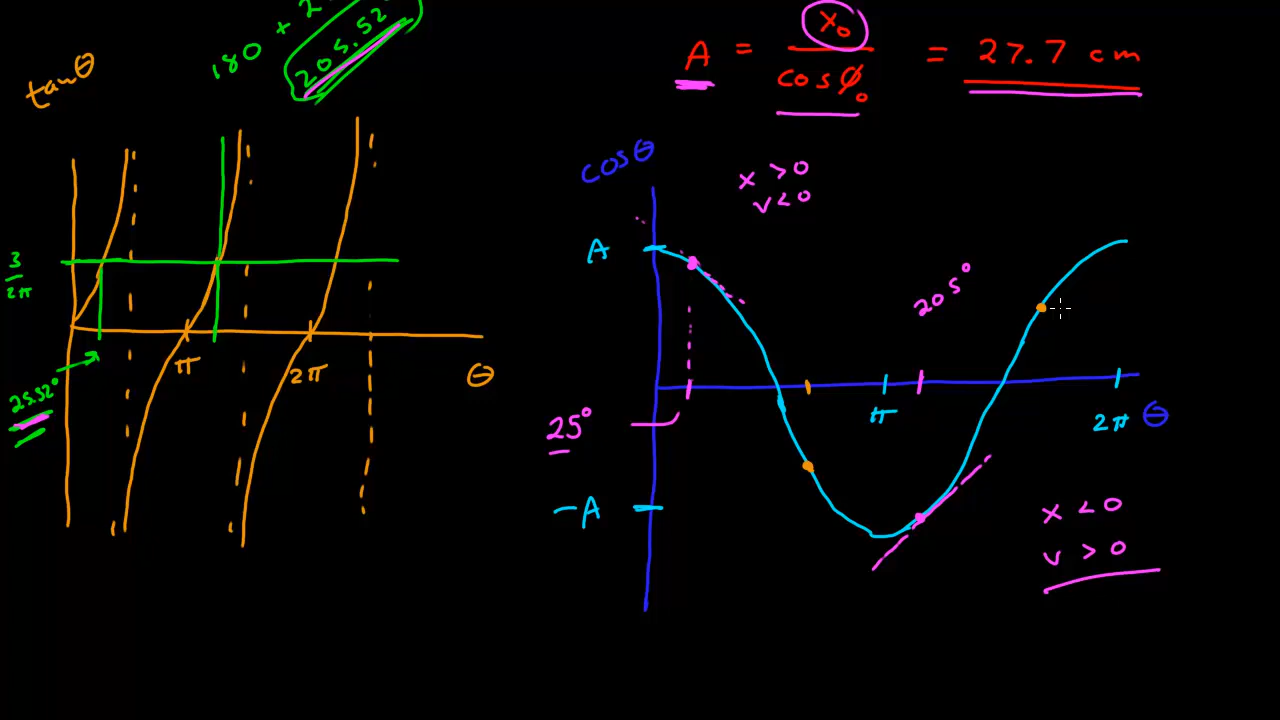 tanθ
180 + 2
205.52°
3/2π
25.52°
π
2π
θ
A = x₀/cosϕ₀ = 27.7 cm
cosθ
x > 0
v < 0
A
-A
25°
205°
π
2π θ
x < 0
v > 0